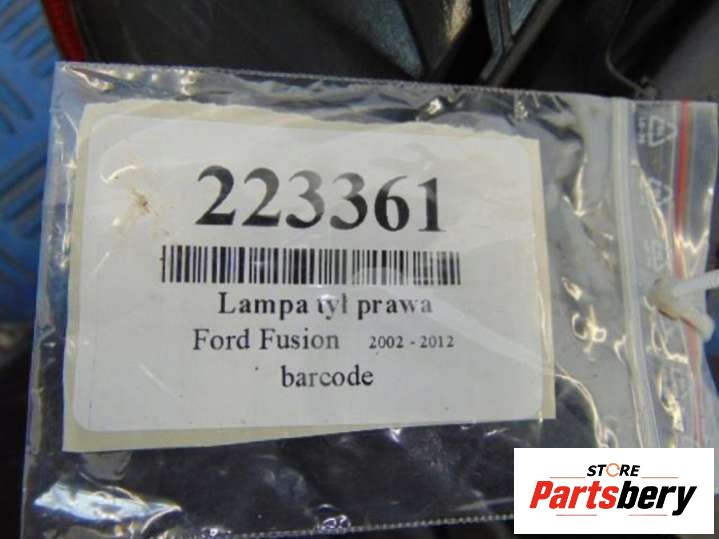 223361
Lampa tył prawa
Ford Fusion 2002 - 2012
barcode
STORE
Partsbery